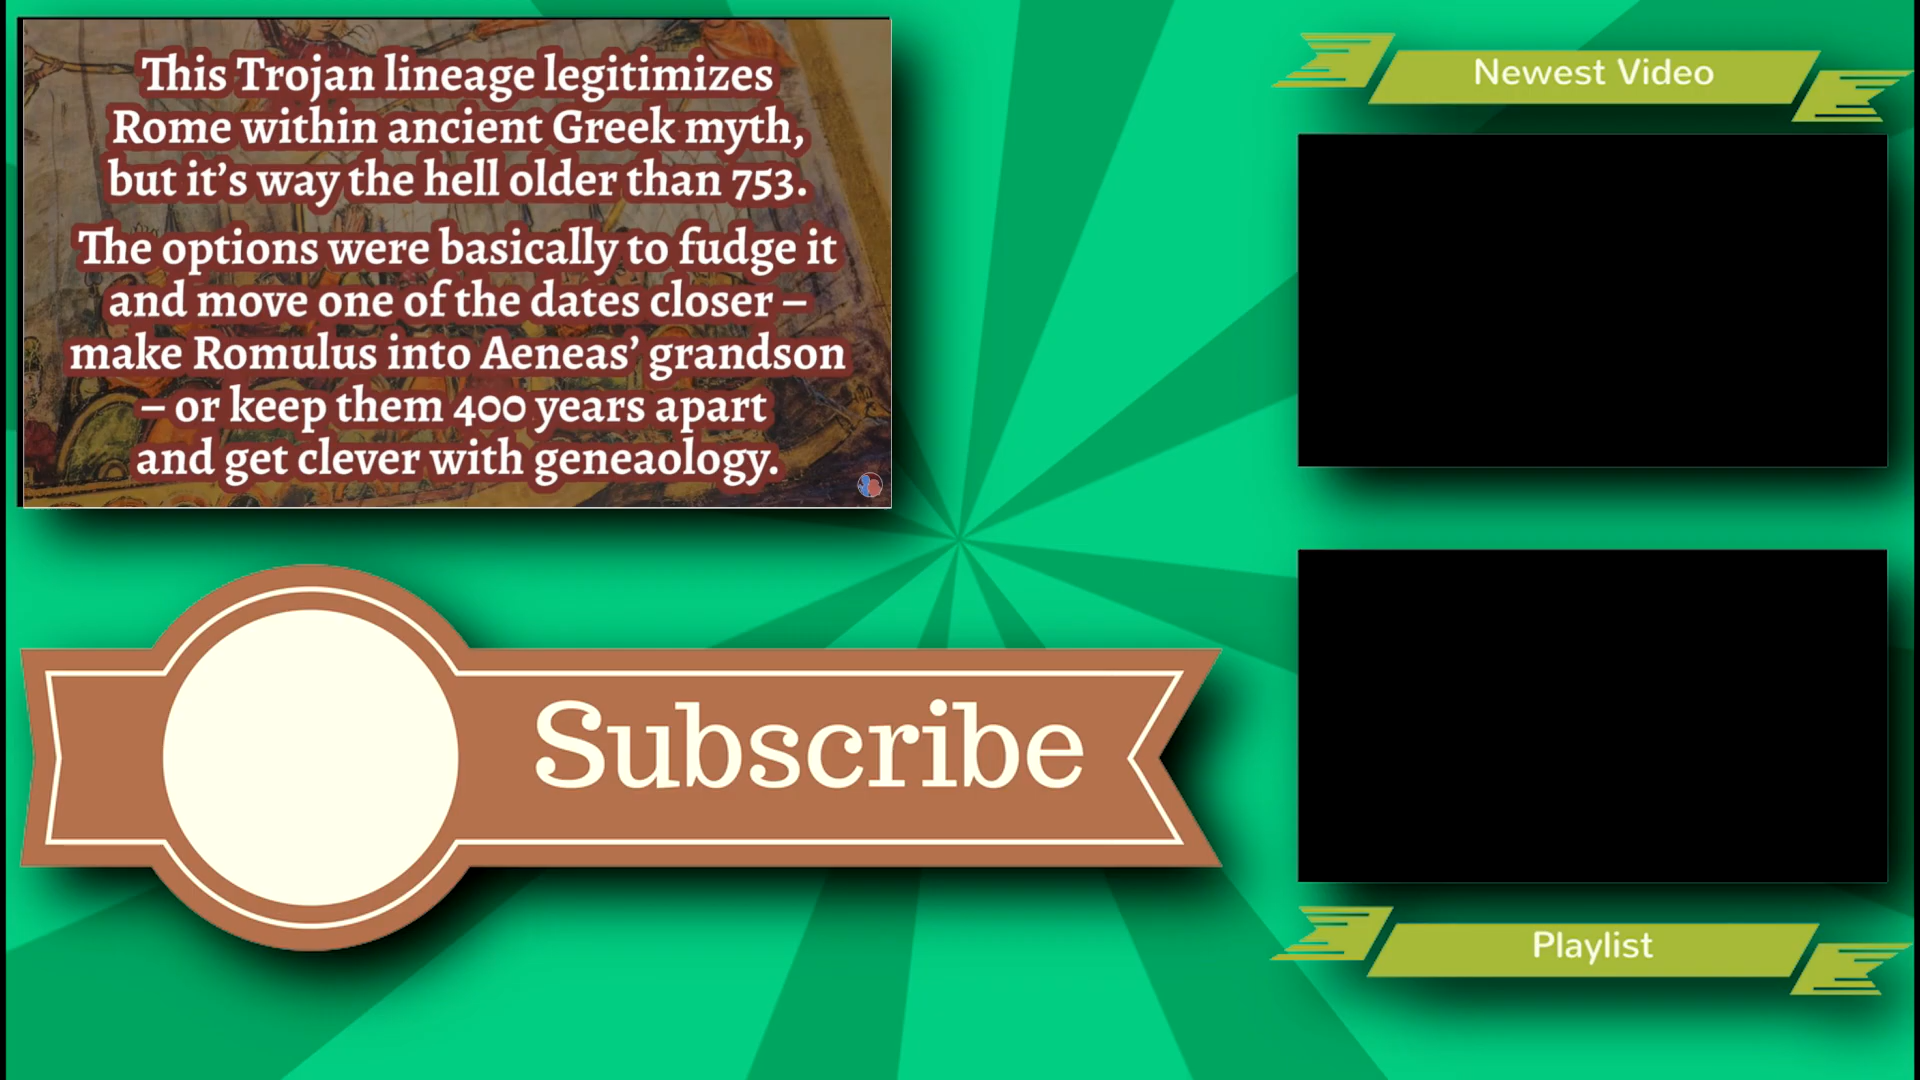 This Trojan lineage legitimizes
Rome within ancient Greek myth,
but it’s way the hell older than 753.
The options were basically to fudge it
and move one of the dates closer –
make Romulus into Aeneas’ grandson
– or keep them 400 years apart
and get clever with geneaology.
Newest Video
Subscribe
Playlist